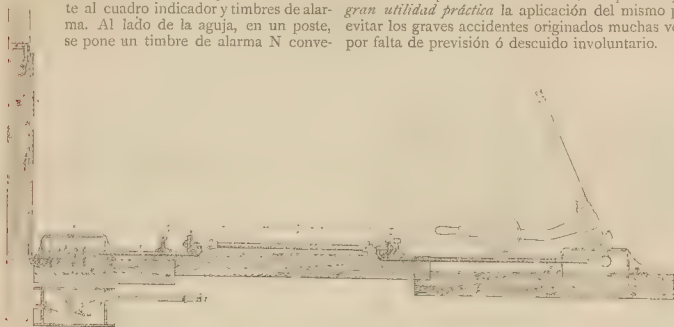 te al cuadro indicador y timbres de alar-
ma. Al lado de la aguja, en un poste,
se pone un timbre de alarma N conve-
gran utilidad práctica la aplicación del mismo
evitar los graves accidentes originados muchas
por falta de previsión ó descuido involuntario.